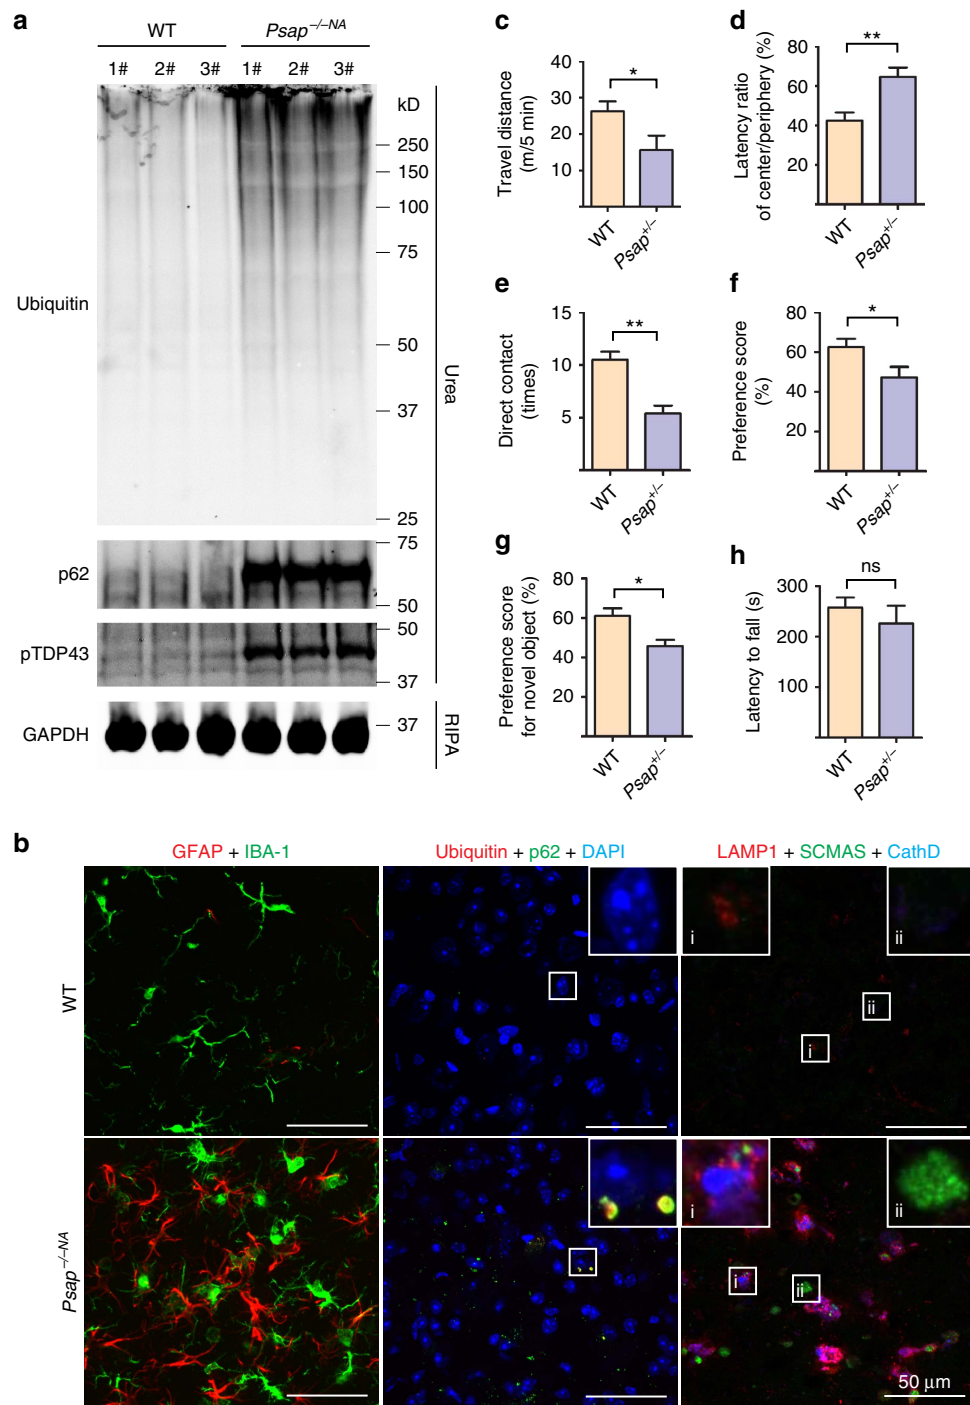 a
WT
Psap−/−NA
1# 2# 3# 1# 2# 3#
kD
250
150
100
75
50
37
25
Ubiquitin
75
50
p62
50
37
pTDP43
37
GAPDH
Urea
RIPA
c
Travel distance
(m/5 min)
40
30
20
10
*
WT
Psap+/−
d
Latency ratio
of center/periphery (%)
80
60
40
20
**
WT
Psap+/−
e
Direct contact
(times)
15
10
5
**
WT
Psap+/−
f
Preference score
(%)
80
60
40
20
*
WT
Psap+/−
g
Preference score
for novel object (%)
80
60
40
20
*
WT
Psap+/−
h
Latency to fall (s)
300
200
100
ns
WT
Psap+/−
b
GFAP + IBA-1
Ubiquitin + p62 + DAPI
LAMP1 + SCMAS + CathD
WT
i
ii
ii
i
Psap−/−NA
i
ii
i
ii
50 μm